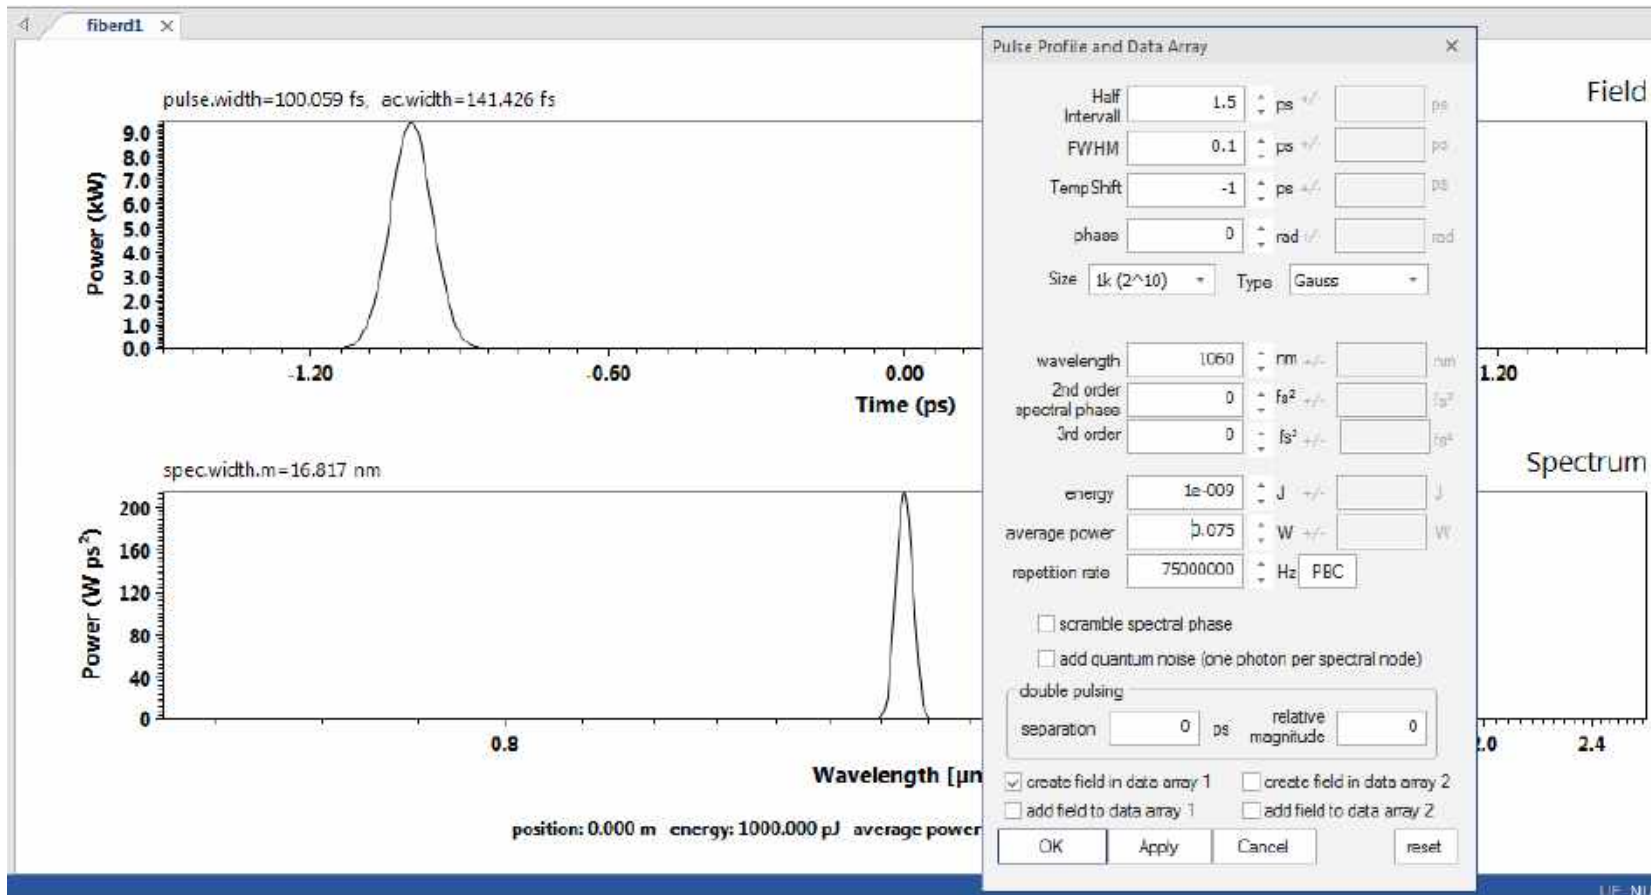 fiberd1
Pulse Profile and Data Array
pulse.width=100.059 fs, ac.width=141.426 fs
Field
Power (kW)
9.0
8.0
7.0
6.0
5.0
4.0
3.0
2.0
1.0
0.0
-1.20
-0.60
0.00
1.20
Time (ps)
spec.width.m=16.817 nm
Spectrum
Power (W ps²)
200
160
120
80
40
0
0.8
2.4
Wavelength [µm
position: 0.000 m energy: 1000.000 pJ average power
Half Intervall 1.5 ps +/- ps
FWHM 0.1 ps +/- ps
TempShift -1 ps +/- ps
phase 0 rad +/- rad
Size 1k (2^10) Type Gauss
wavelength 1060 nm +/- nm
2nd order spectral phase 0 fs² +/- fs²
3rd order 0 fs³ +/- fs³
energy 1e-009 J +/- J
average power 0.075 W +/- W
repetition rate 75000000 Hz PBC
scramble spectral phase
add quantum noise (one photon per spectral node)
double pulsing
separation 0 ps relative magnitude 0
create field in data array 1 create field in data array 2
add field to data array 1 add field to data array 2
OK Apply Cancel reset